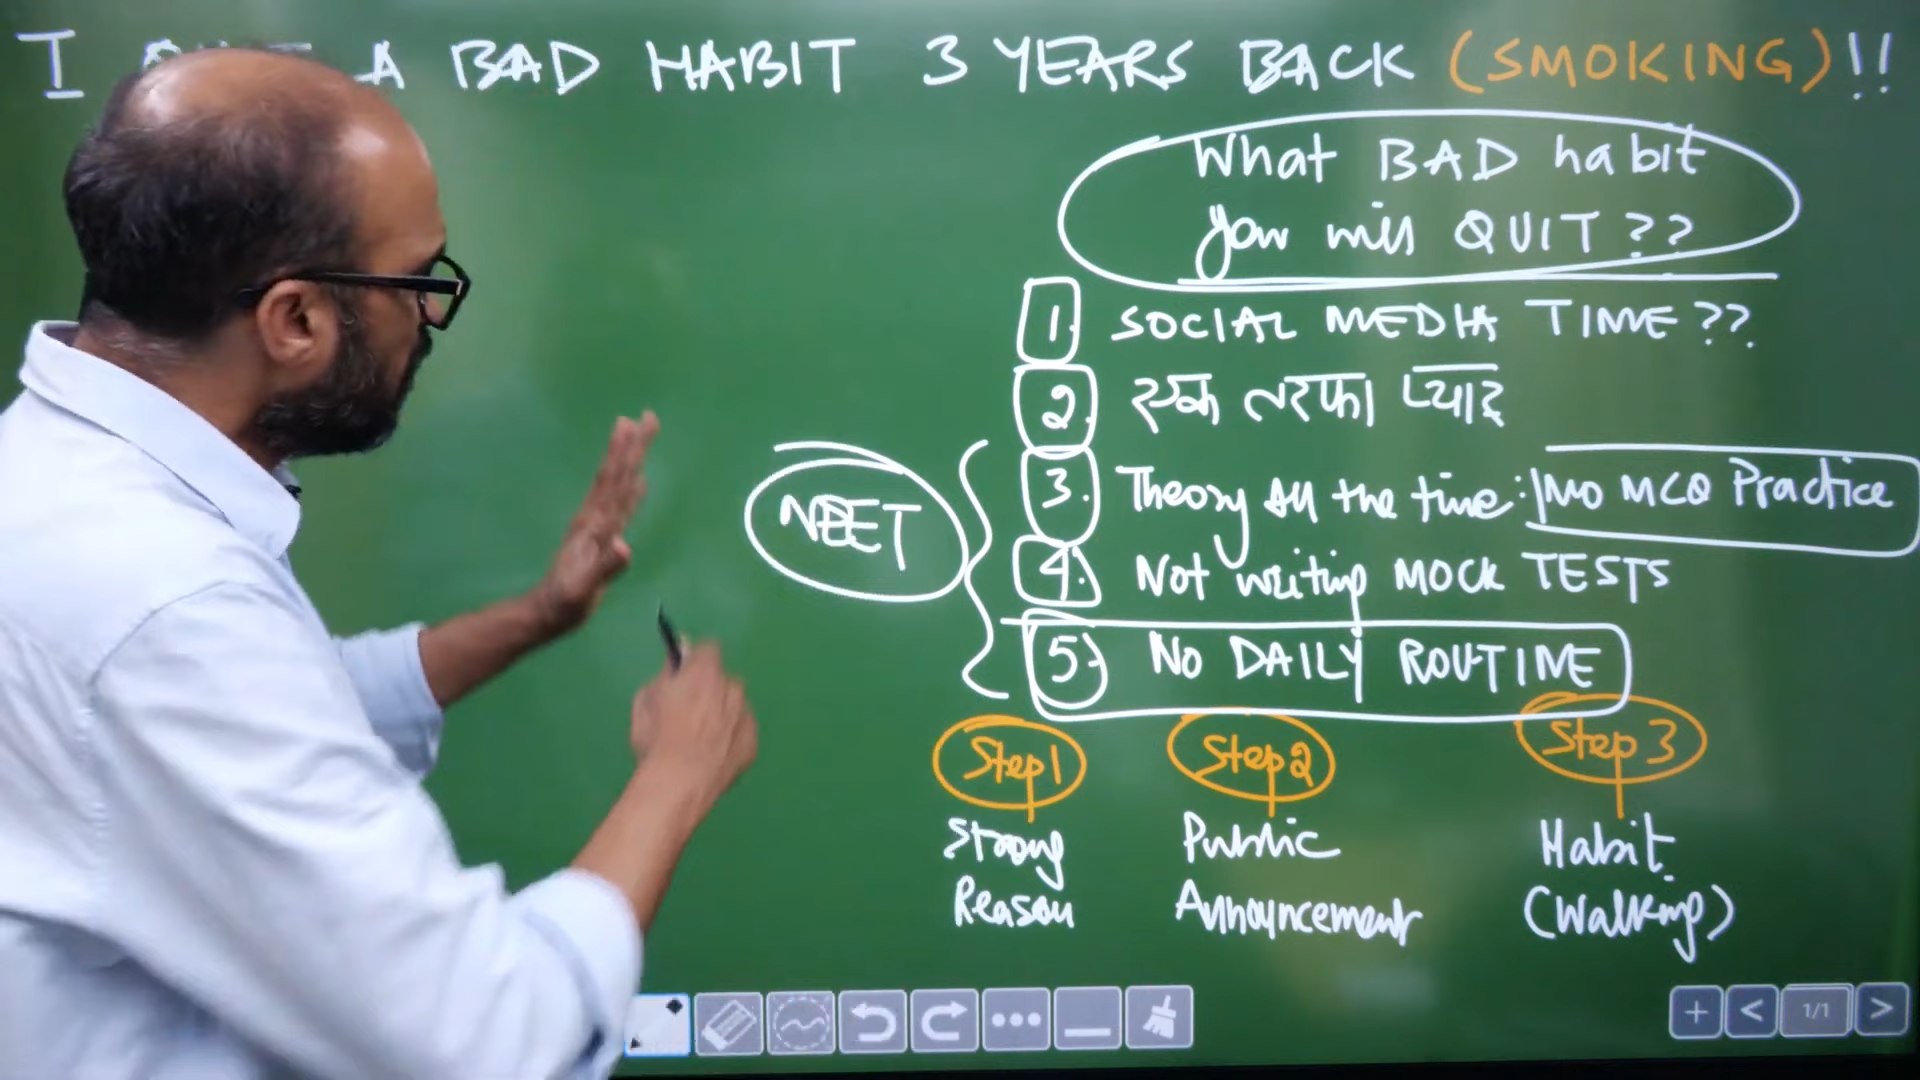 I A BAD HABIT 3 YEARS BACK (SMOKING)!!
What BAD habit
you will QUIT ??
1. SOCIAL MEDIA TIME ??
2. एक तरफा प्यार
NEET
3. Theory all the time: NO MCQ Practice
4. Not writing MOCK TESTS
5. NO DAILY ROUTINE
Step 1 Step 2 Step 3
Strong Public Habit
Reason Announcement (Walking)
1/1